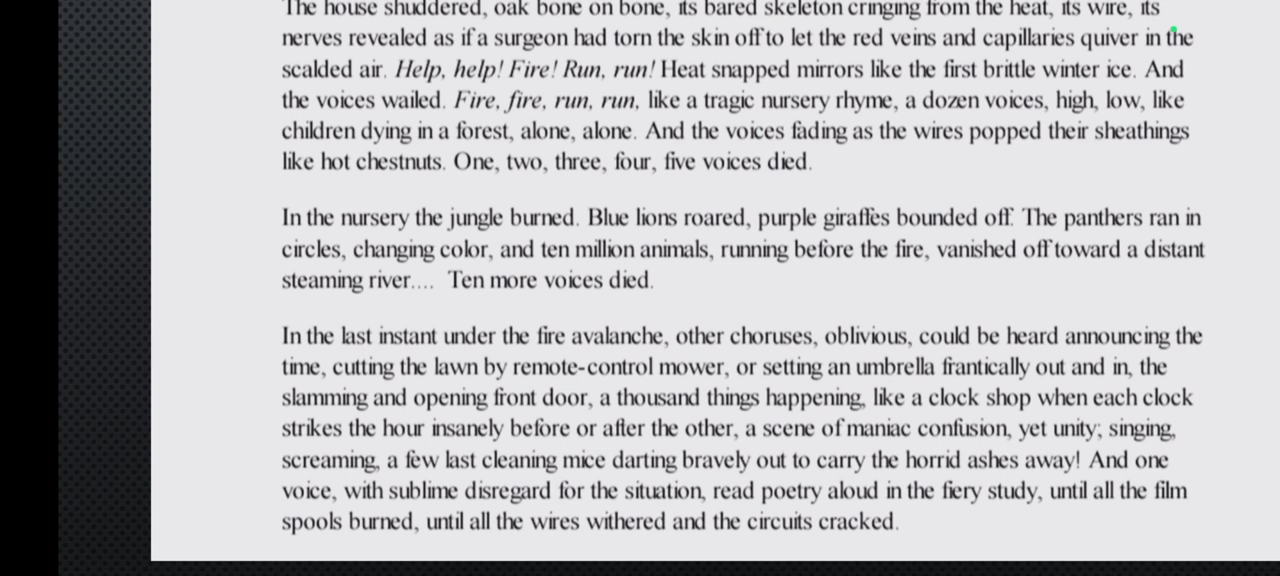 The house shuddered, oak bone on bone, its bared skeleton cringing from the heat, its wire, its
nerves revealed as if a surgeon had torn the skin off to let the red veins and capillaries quiver in the
scalded air. Help, help! Fire! Run, run! Heat snapped mirrors like the first brittle winter ice. And
the voices wailed. Fire, fire, run, run, like a tragic nursery rhyme, a dozen voices, high, low, like
children dying in a forest, alone, alone. And the voices fading as the wires popped their sheathings
like hot chestnuts. One, two, three, four, five voices died.
In the nursery the jungle burned. Blue lions roared, purple giraffes bounded off. The panthers ran in
circles, changing color, and ten million animals, running before the fire, vanished off toward a distant
steaming river.... Ten more voices died.
In the last instant under the fire avalanche, other choruses, oblivious, could be heard announcing the
time, cutting the lawn by remote-control mower, or setting an umbrella frantically out and in, the
slamming and opening front door, a thousand things happening, like a clock shop when each clock
strikes the hour insanely before or after the other, a scene of maniac confusion, yet unity; singing,
screaming, a few last cleaning mice darting bravely out to carry the horrid ashes away! And one
voice, with sublime disregard for the situation, read poetry aloud in the fiery study, until all the film
spools burned, until all the wires withered and the circuits cracked.